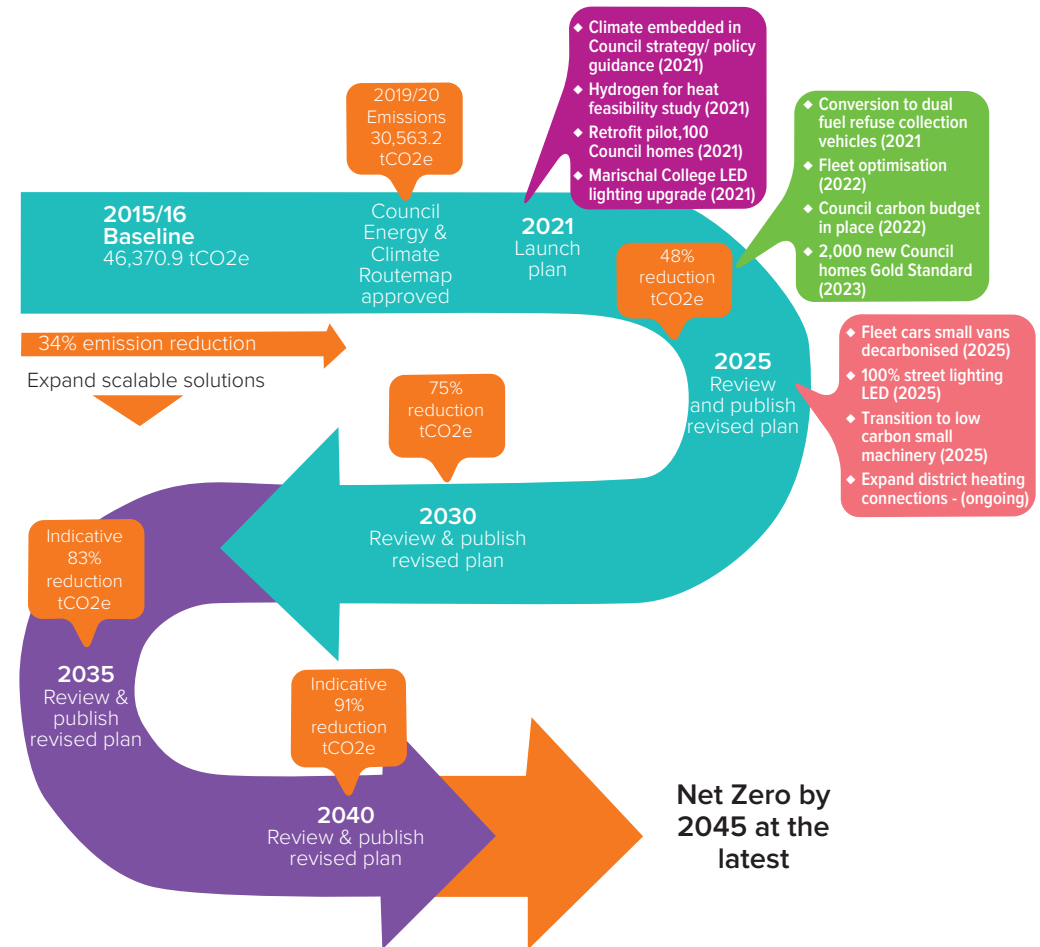 2015/16
Baseline
46,370.9 tCO2e
2019/20
Emissions
30,563.2
tCO2e
Council
Energy &
Climate
Routemap
approved
2021
Launch
plan
◆ Climate embedded in
Council strategy/ policy
guidance (2021)
◆ Hydrogen for heat
feasibility study (2021)
◆ Retrofit pilot,100
Council homes (2021)
◆ Marischal College LED
lighting upgrade (2021)
48%
reduction
tCO2e
◆ Conversion to dual
fuel refuse collection
vehicles (2021
◆ Fleet optimisation
(2022)
◆ Council carbon budget
in place (2022)
◆ 2,000 new Council
homes Gold Standard
(2023)
34% emission reduction
Expand scalable solutions
2025
Review
and publish
revised plan
◆ Fleet cars small vans
decarbonised (2025)
◆ 100% street lighting
LED (2025)
◆ Transition to low
carbon small
machinery (2025)
◆ Expand district heating
connections - (ongoing)
75%
reduction
tCO2e
2030
Review & publish
revised plan
Indicative
83%
reduction
tCO2e
2035
Review &
publish
revised plan
Indicative
91%
reduction
tCO2e
2040
Review & publish
revised plan
Net Zero by
2045 at the
latest